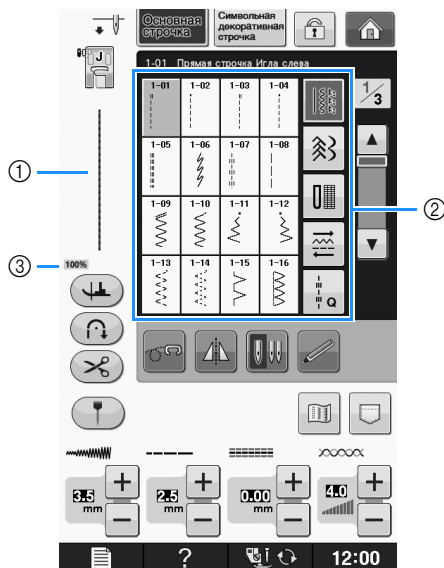 Основная
строчка
Символьная
декоративная
строчка
J
1-01 Прямая строчка Игла слева
1/3
1-01 1-02 1-03 1-04
1-05 1-06 1-07 1-08
1-09 1-10 1-11 1-12
1-13 1-14 1-15 1-16
Q
①
②
③
100%
3.5
mm
2.5
mm
0.00
mm
4.0
?
12:00